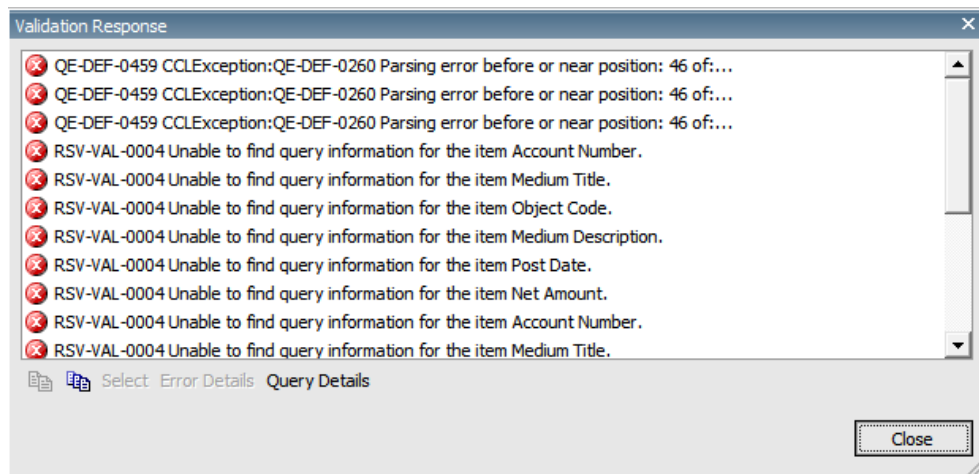 Validation Response
QE-DEF-0459 CCLException:QE-DEF-0260 Parsing error before or near position: 46 of:...
QE-DEF-0459 CCLException:QE-DEF-0260 Parsing error before or near position: 46 of:...
QE-DEF-0459 CCLException:QE-DEF-0260 Parsing error before or near position: 46 of:...
RSV-VAL-0004 Unable to find query information for the item Account Number.
RSV-VAL-0004 Unable to find query information for the item Medium Title.
RSV-VAL-0004 Unable to find query information for the item Object Code.
RSV-VAL-0004 Unable to find query information for the item Medium Description.
RSV-VAL-0004 Unable to find query information for the item Post Date.
RSV-VAL-0004 Unable to find query information for the item Net Amount.
RSV-VAL-0004 Unable to find query information for the item Account Number.
RSV-VAL-0004 Unable to find query information for the item Medium Title.
Select Error Details Query Details
Close